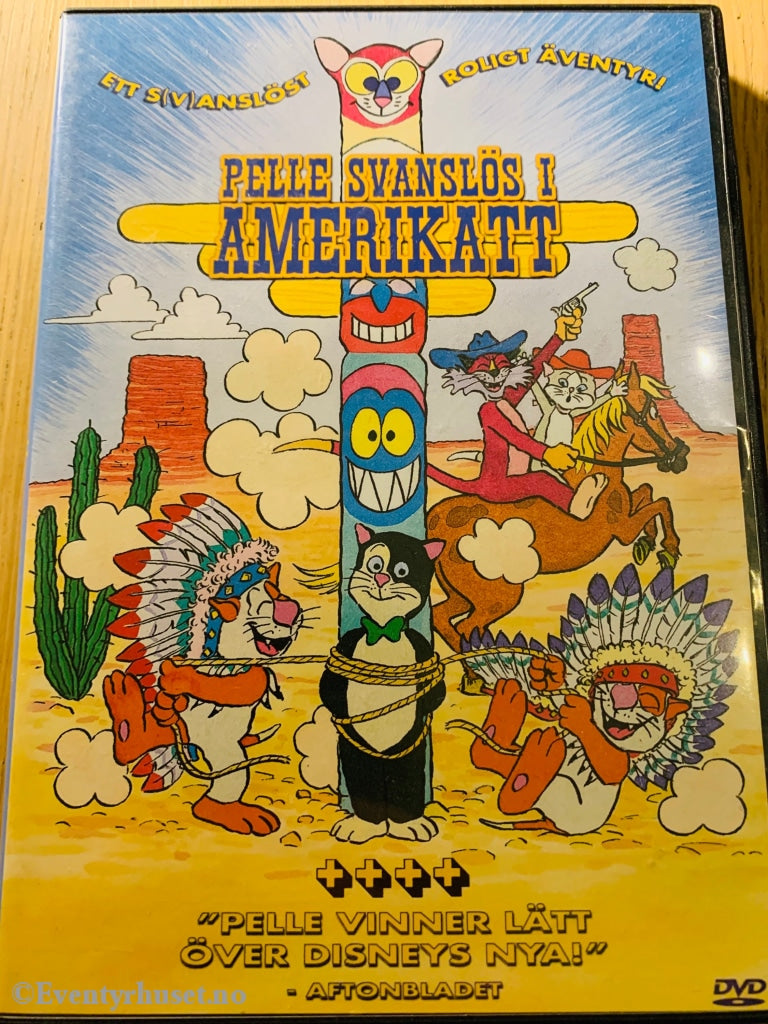 ETT S(V)ANSLÖST ROLIGT ÄVENTYR!
PELLE SVANSLÖS I
AMERIKATT
++++
"PELLE VINNER LÄTT
ÖVER DISNEYS NYA!"
- AFTONBLADET
DVD
©Eventyrhuset.no